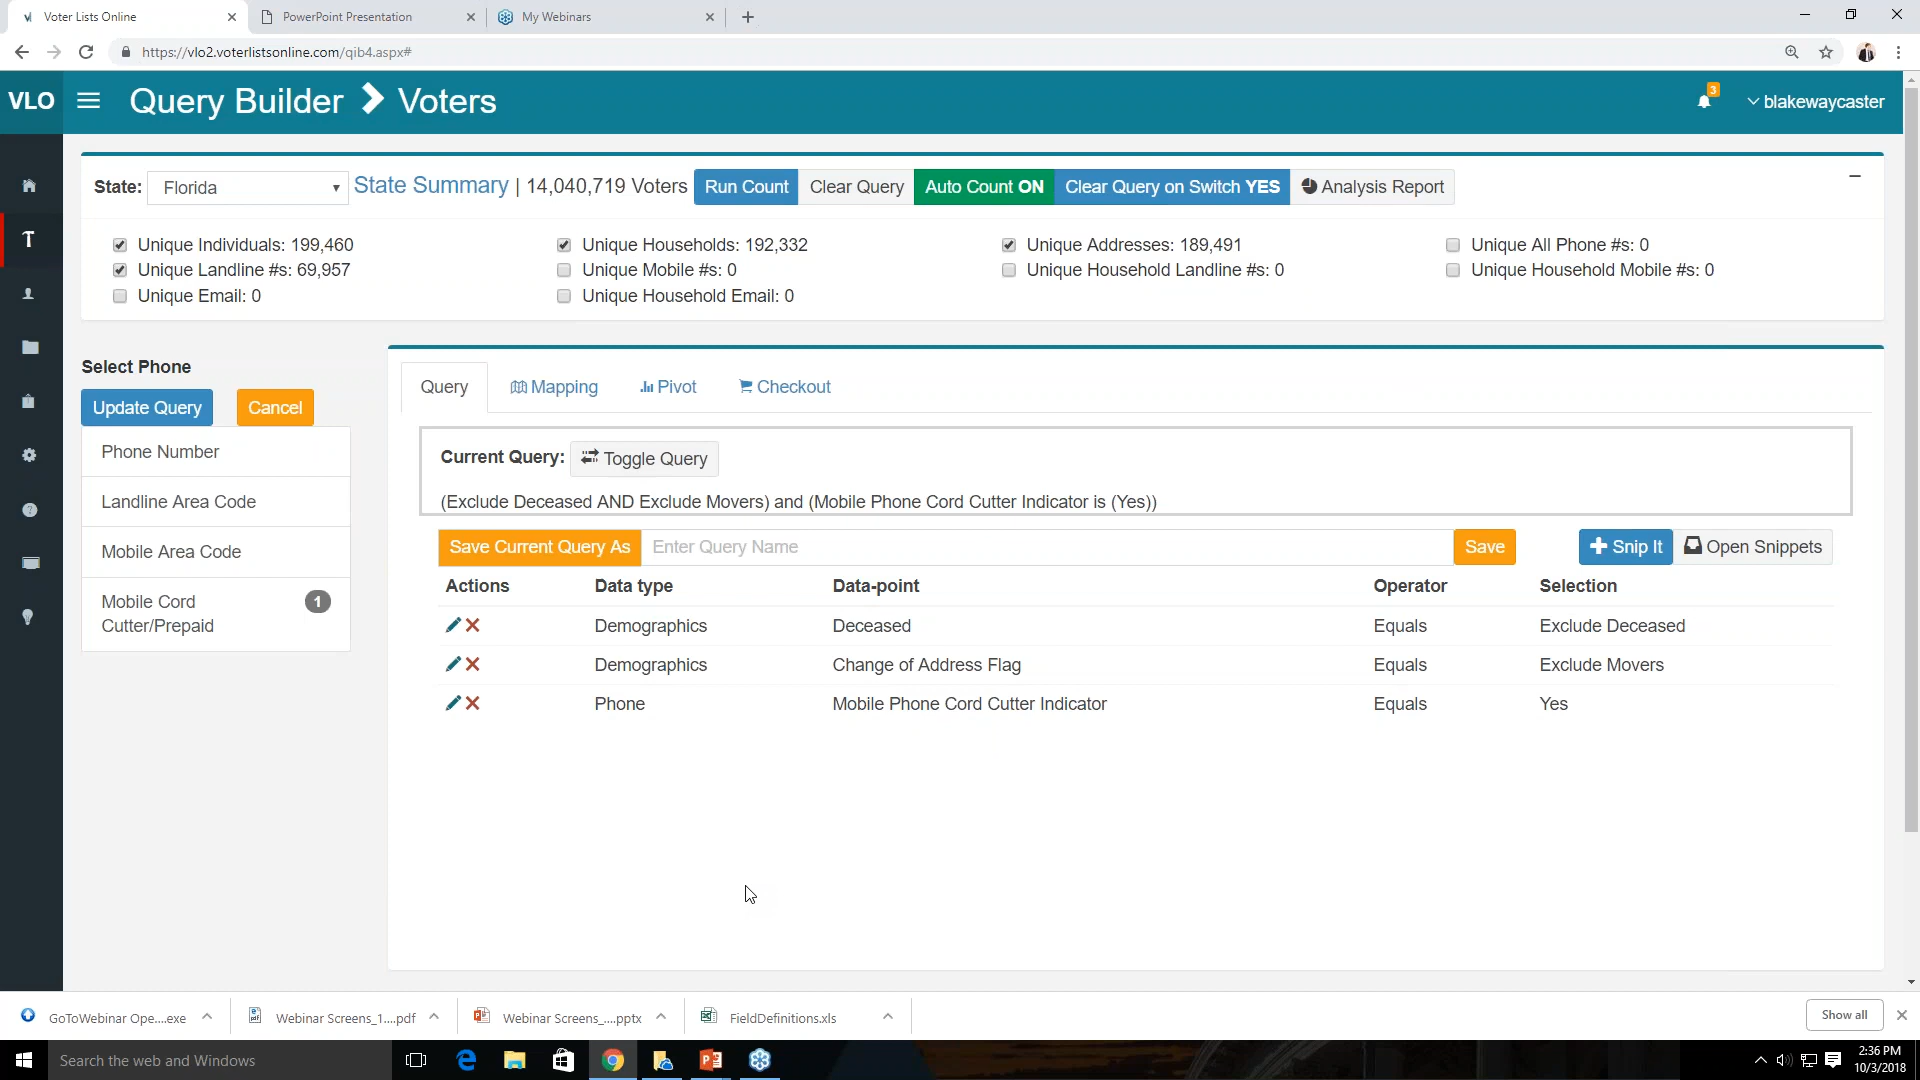 Voter Lists Online
PowerPoint Presentation
My Webinars
https://vlo2.voterlistsonline.com/qib4.aspx#
VLO
Query Builder Voters
3
blakewaycaster
State: Florida State Summary | 14,040,719 Voters Run Count Clear Query Auto Count ON Clear Query on Switch YES Analysis Report
Unique Individuals: 199,460 Unique Households: 192,332 Unique Addresses: 189,491 Unique All Phone #s: 0
Unique Landline #s: 69,957 Unique Mobile #s: 0 Unique Household Landline #s: 0 Unique Household Mobile #s: 0
Unique Email: 0 Unique Household Email: 0
Select Phone
Update Query Cancel
Phone Number
Landline Area Code
Mobile Area Code
Mobile Cord
Cutter/Prepaid
1
Query Mapping Pivot Checkout
Current Query: Toggle Query
(Exclude Deceased AND Exclude Movers) and (Mobile Phone Cord Cutter Indicator is (Yes))
Save Current Query As Enter Query Name Save Snip It Open Snippets
Actions Data type Data-point Operator Selection
Demographics Deceased Equals Exclude Deceased
Demographics Change of Address Flag Equals Exclude Movers
Phone Mobile Phone Cord Cutter Indicator Equals Yes
GoToWebinar Ope....exe Webinar Screens_1....pdf Webinar Screens_....pptx FieldDefinitions.xls Show all
Search the web and Windows
2:36 PM
10/3/2018